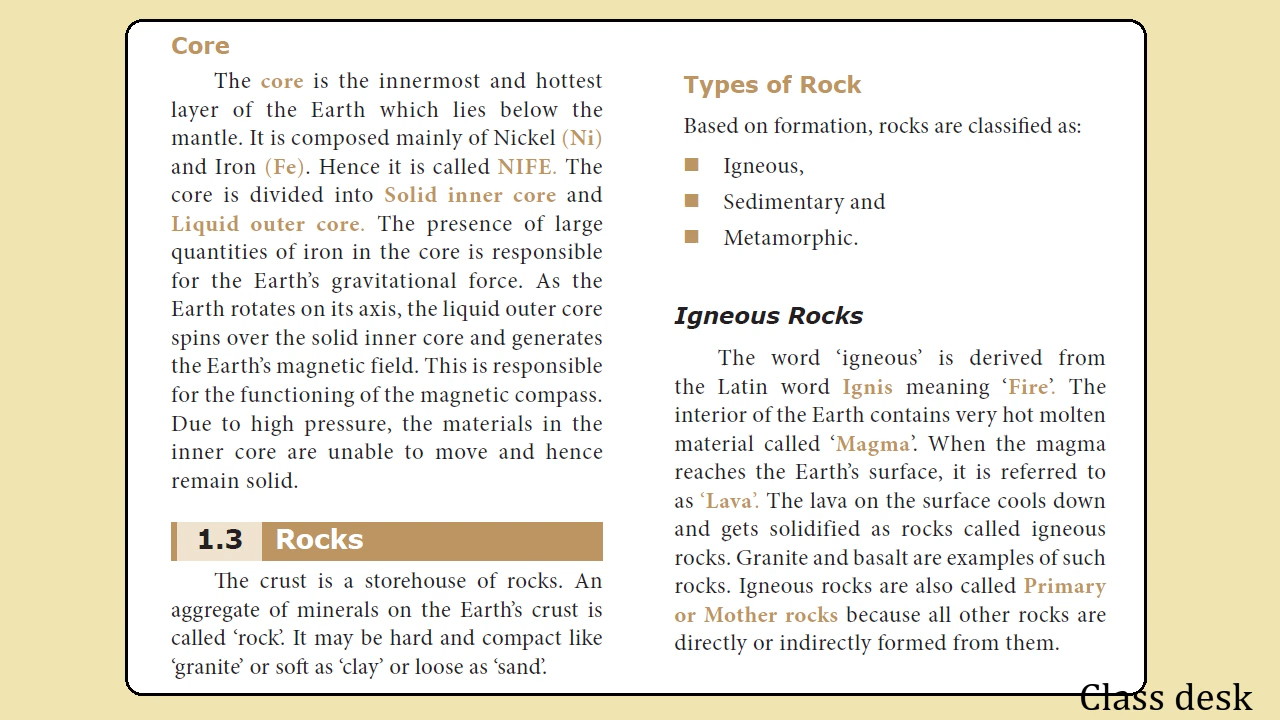 Core
The core is the innermost and hottest
layer of the Earth which lies below the
mantle. It is composed mainly of Nickel (Ni)
and Iron (Fe). Hence it is called NIFE. The
core is divided into Solid inner core and
Liquid outer core. The presence of large
quantities of iron in the core is responsible
for the Earth’s gravitational force. As the
Earth rotates on its axis, the liquid outer core
spins over the solid inner core and generates
the Earth’s magnetic field. This is responsible
for the functioning of the magnetic compass.
Due to high pressure, the materials in the
inner core are unable to move and hence
remain solid.
1.3 Rocks
The crust is a storehouse of rocks. An
aggregate of minerals on the Earth’s crust is
called ‘rock’. It may be hard and compact like
‘granite’ or soft as ‘clay’ or loose as ‘sand’.
Types of Rock
Based on formation, rocks are classified as:
■ Igneous,
■ Sedimentary and
■ Metamorphic.
Igneous Rocks
The word ‘igneous’ is derived from
the Latin word Ignis meaning ‘Fire’. The
interior of the Earth contains very hot molten
material called ‘Magma’. When the magma
reaches the Earth’s surface, it is referred to
as ‘Lava’. The lava on the surface cools down
and gets solidified as rocks called igneous
rocks. Granite and basalt are examples of such
rocks. Igneous rocks are also called Primary
or Mother rocks because all other rocks are
directly or indirectly formed from them.
Class desk